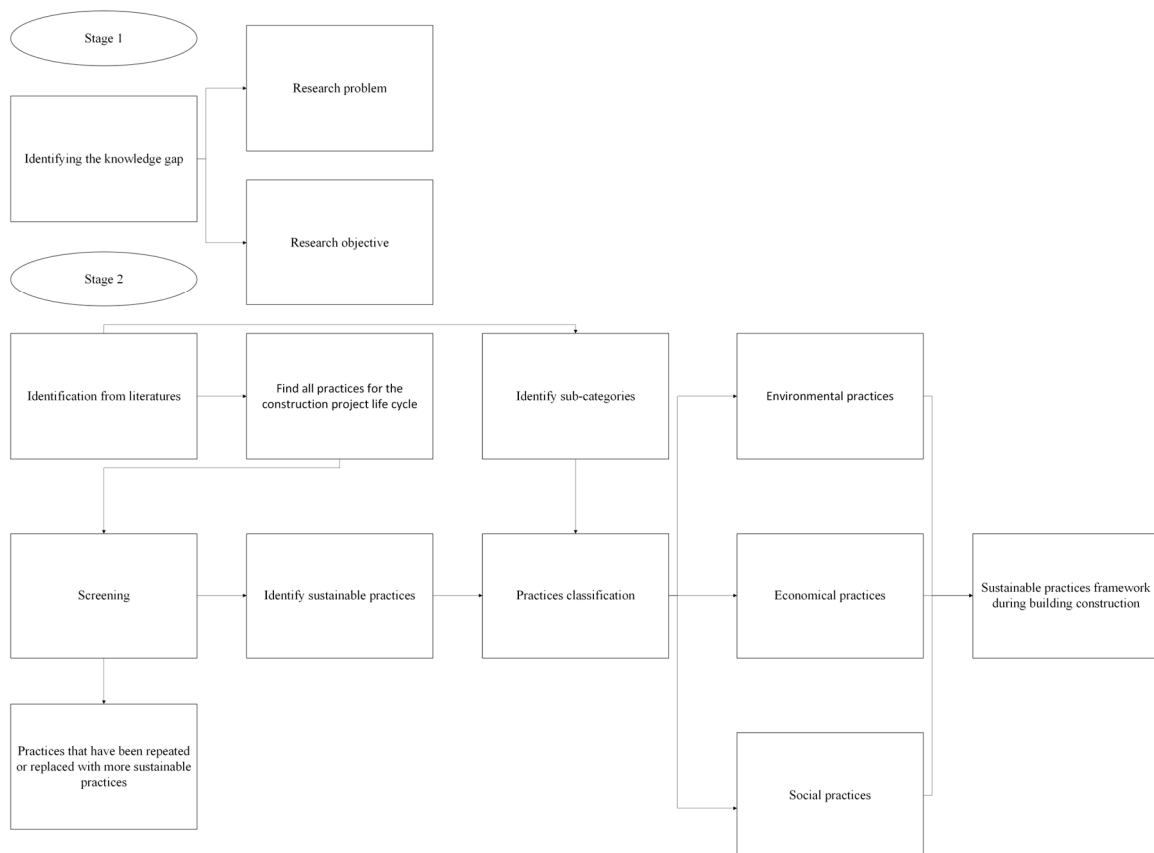 Stage 1
Research problem
Identifying the knowledge gap
Research objective
Stage 2
Identification from literatures
Find all practices for the
construction project life cycle
Identify sub-categories
Environmental practices
Screening
Identify sustainable practices
Practices classification
Economical practices
Sustainable practices framework
during building construction
Practices that have been repeated
or replaced with more sustainable
practices
Social practices